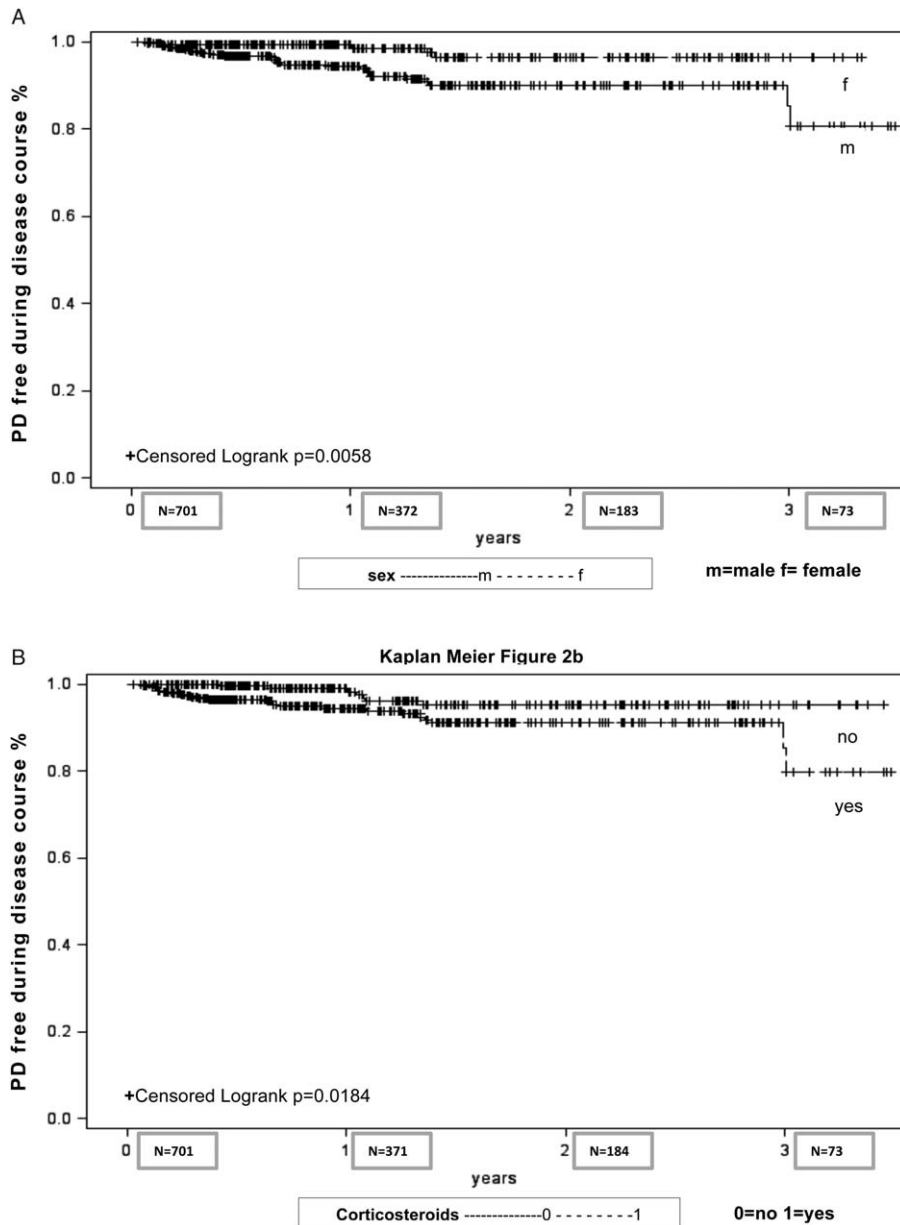 A
PD free during disease course %
1.0
0.8
0.6
0.4
0.2
0.0
f
m
+Censored Logrank p=0.0058
0 1 2 3
N=701 N=372 N=183 N=73
years
sex --------------m - - - - - - - - f
m=male f= female
B
Kaplan Meier Figure 2b
PD free during disease course %
1.0
0.8
0.6
0.4
0.2
0.0
no
yes
+Censored Logrank p=0.0184
0 1 2 3
N=701 N=371 N=184 N=73
years
Corticosteroids --------------0 - - - - - - - -1
0=no 1=yes